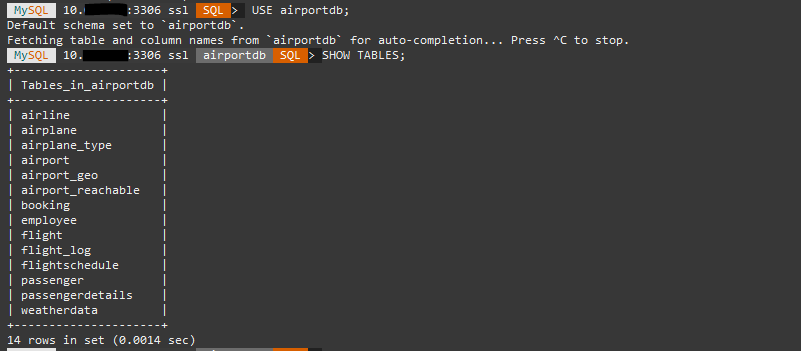 MySQL 10. :3306 ssl SQL > USE airportdb;
Default schema set to `airportdb`.
Fetching table and column names from `airportdb` for auto-completion... Press ^C to stop.
MySQL 10. :3306 ssl airportdb SQL > SHOW TABLES;
+----------------------+
| Tables_in_airportdb |
+----------------------+
| airline |
| airplane |
| airplane_type |
| airport |
| airport_geo |
| airport_reachable |
| booking |
| employee |
| flight |
| flight_log |
| flightschedule |
| passenger |
| passengerdetails |
| weatherdata |
+----------------------+
14 rows in set (0.0014 sec)